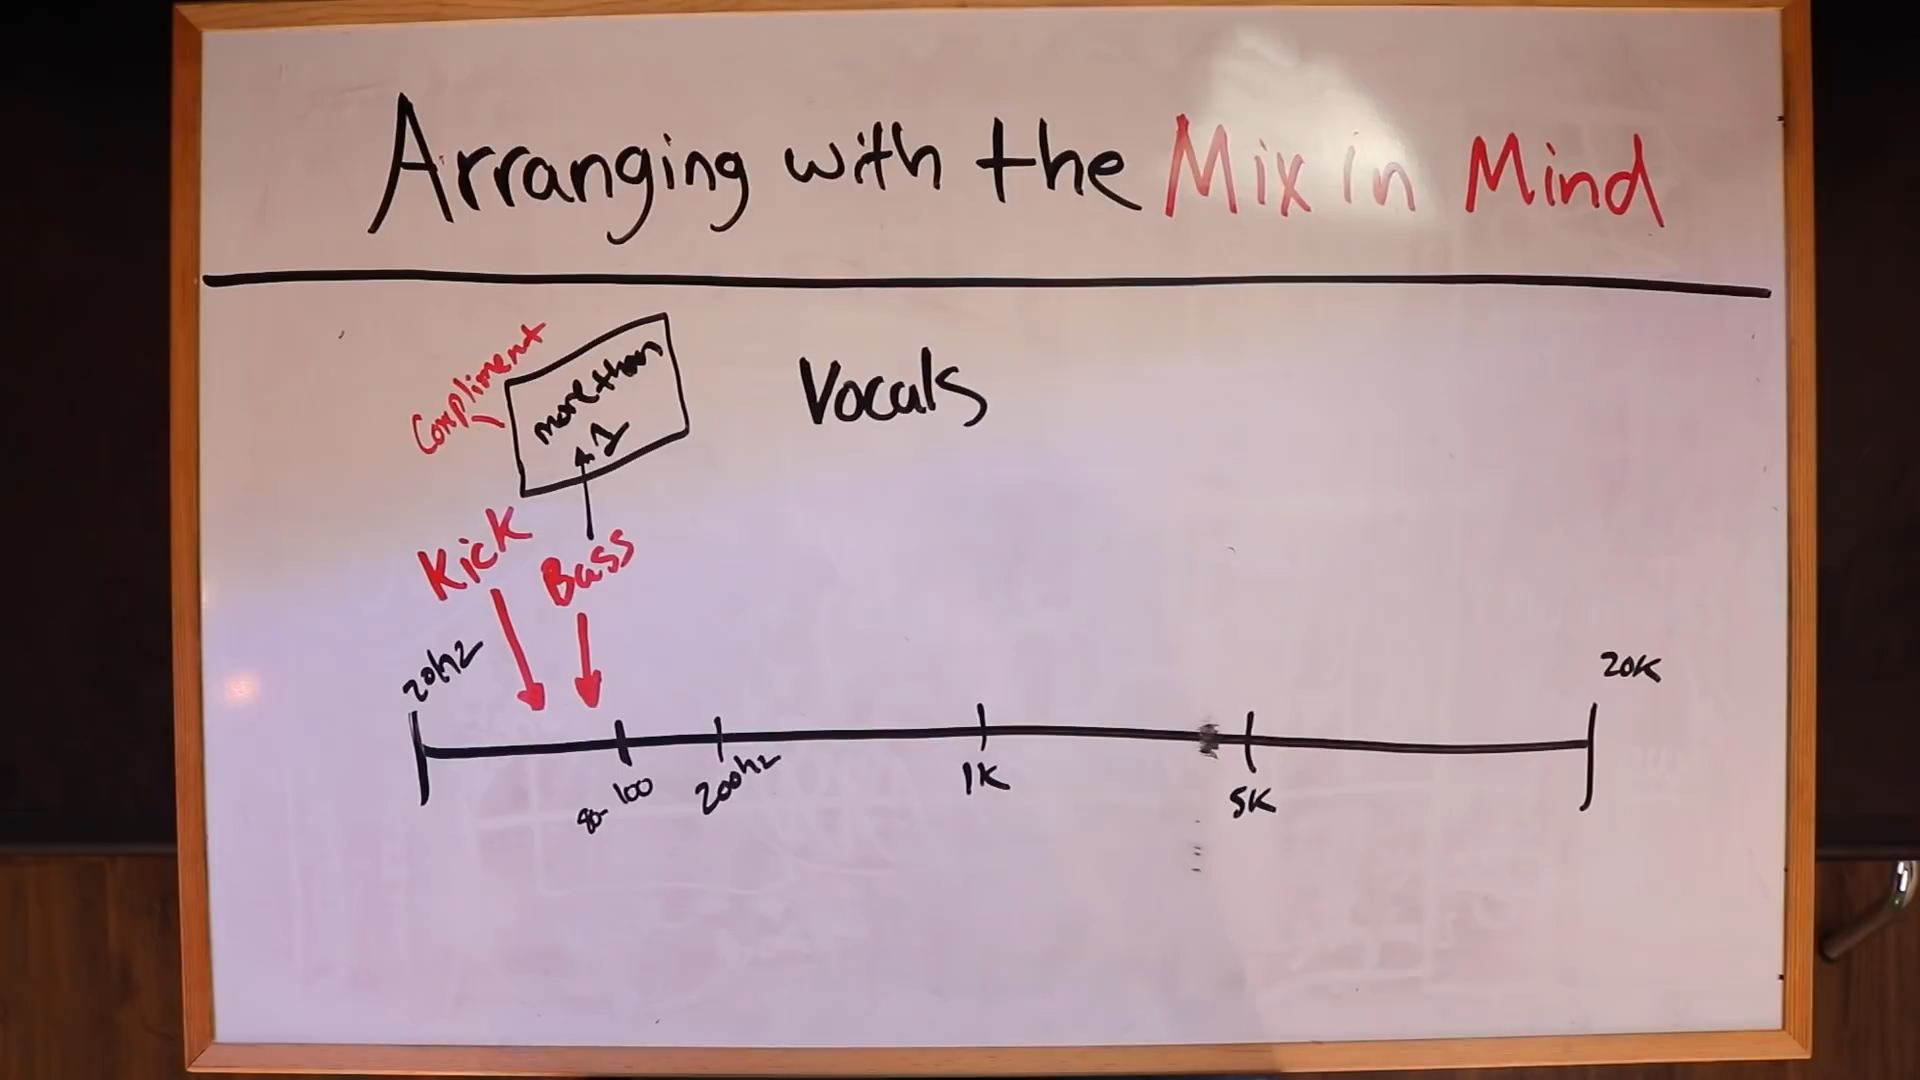 Arranging with the Mix in Mind
Compliment
more than
1
Vocals
Kick
Bass
20hz
20K
80-100
200hz
1K
5K